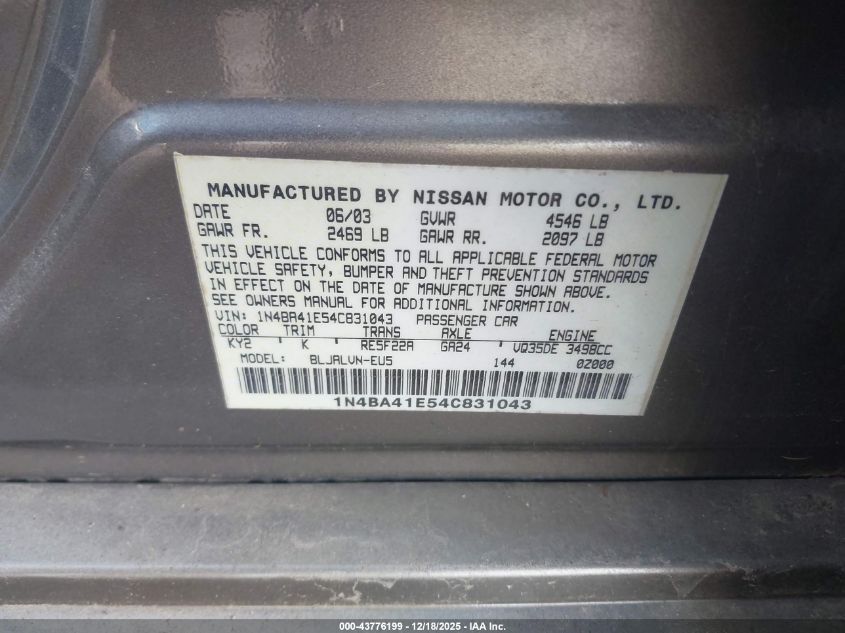 MANUFACTURED BY NISSAN MOTOR CO., LTD.
DATE 06/03 GVWR 4546 LB
GAWR FR. 2469 LB GAWR RR. 2097 LB
THIS VEHICLE CONFORMS TO ALL APPLICABLE FEDERAL MOTOR
VEHICLE SAFETY, BUMPER AND THEFT PREVENTION STANDARDS
IN EFFECT ON THE DATE OF MANUFACTURE SHOWN ABOVE.
SEE OWNERS MANUAL FOR ADDITIONAL INFORMATION.
VIN: 1N4BA41E54C831043 PASSENGER CAR
COLOR TRIM TRANS AXLE ENGINE
KY2 K RE5F22A GA24 VQ35DE 3498CC
MODEL: BLJALVN-EU5 144 0Z000
1N4BA41E54C831043
000-43776199 - 12/18/2025 - IAA Inc.